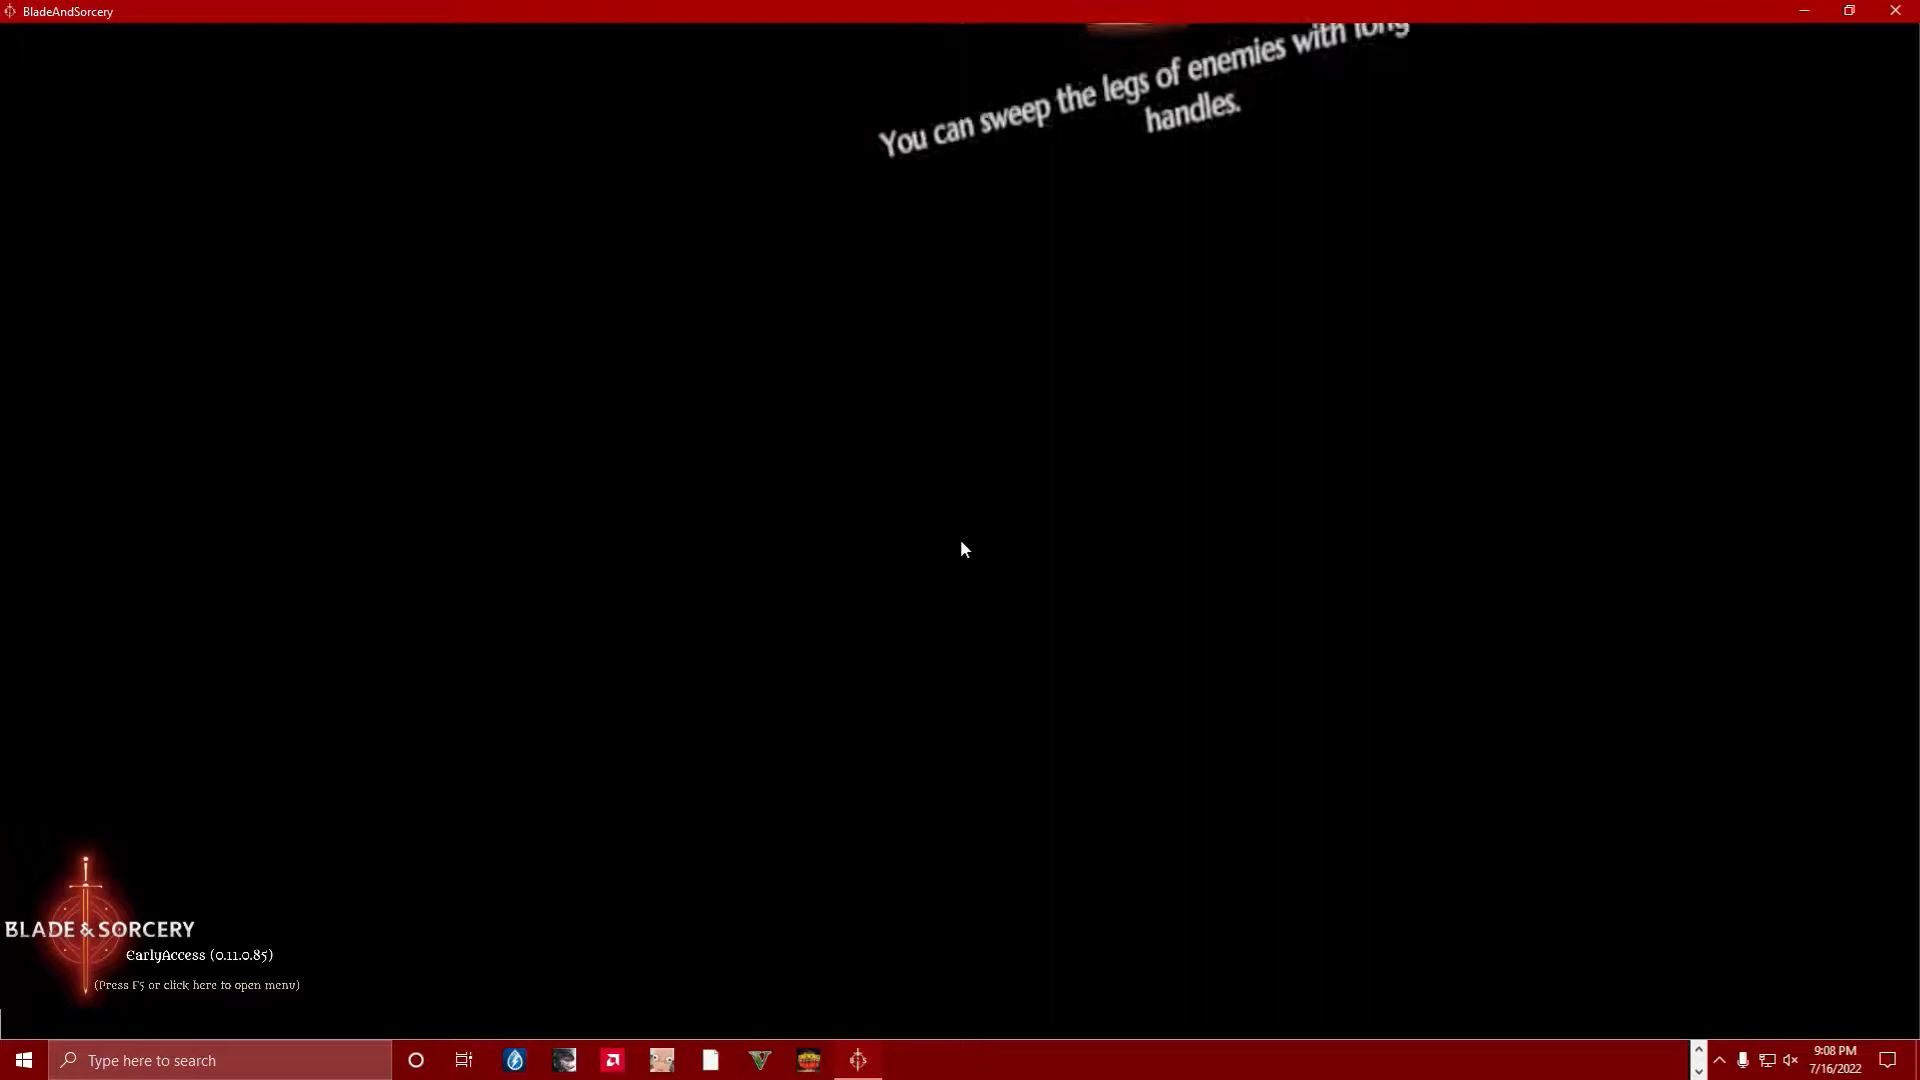 BladeAndSorcery
You can sweep the legs of enemies with long
handles.
BLADE & SORCERY
EarlyAccess (0.11.0.85)
(Press F5 or click here to open menu)
Type here to search
9:08 PM
7/16/2022